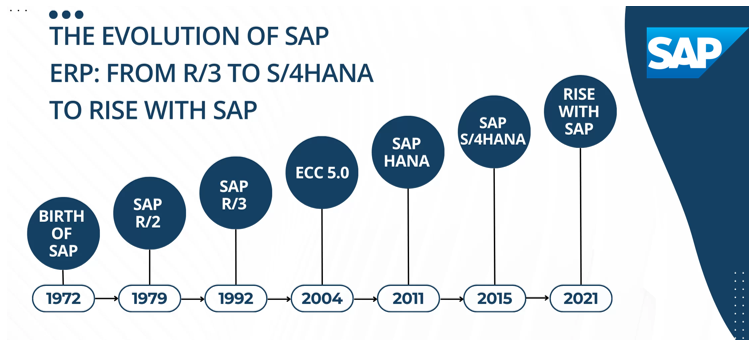 THE EVOLUTION OF SAP
ERP: FROM R/3 TO S/4HANA
TO RISE WITH SAP
SAP
BIRTH
OF
SAP
SAP
R/2
SAP
R/3
ECC 5.0
SAP
HANA
SAP
S/4HANA
RISE
WITH
SAP
1972
1979
1992
2004
2011
2015
2021